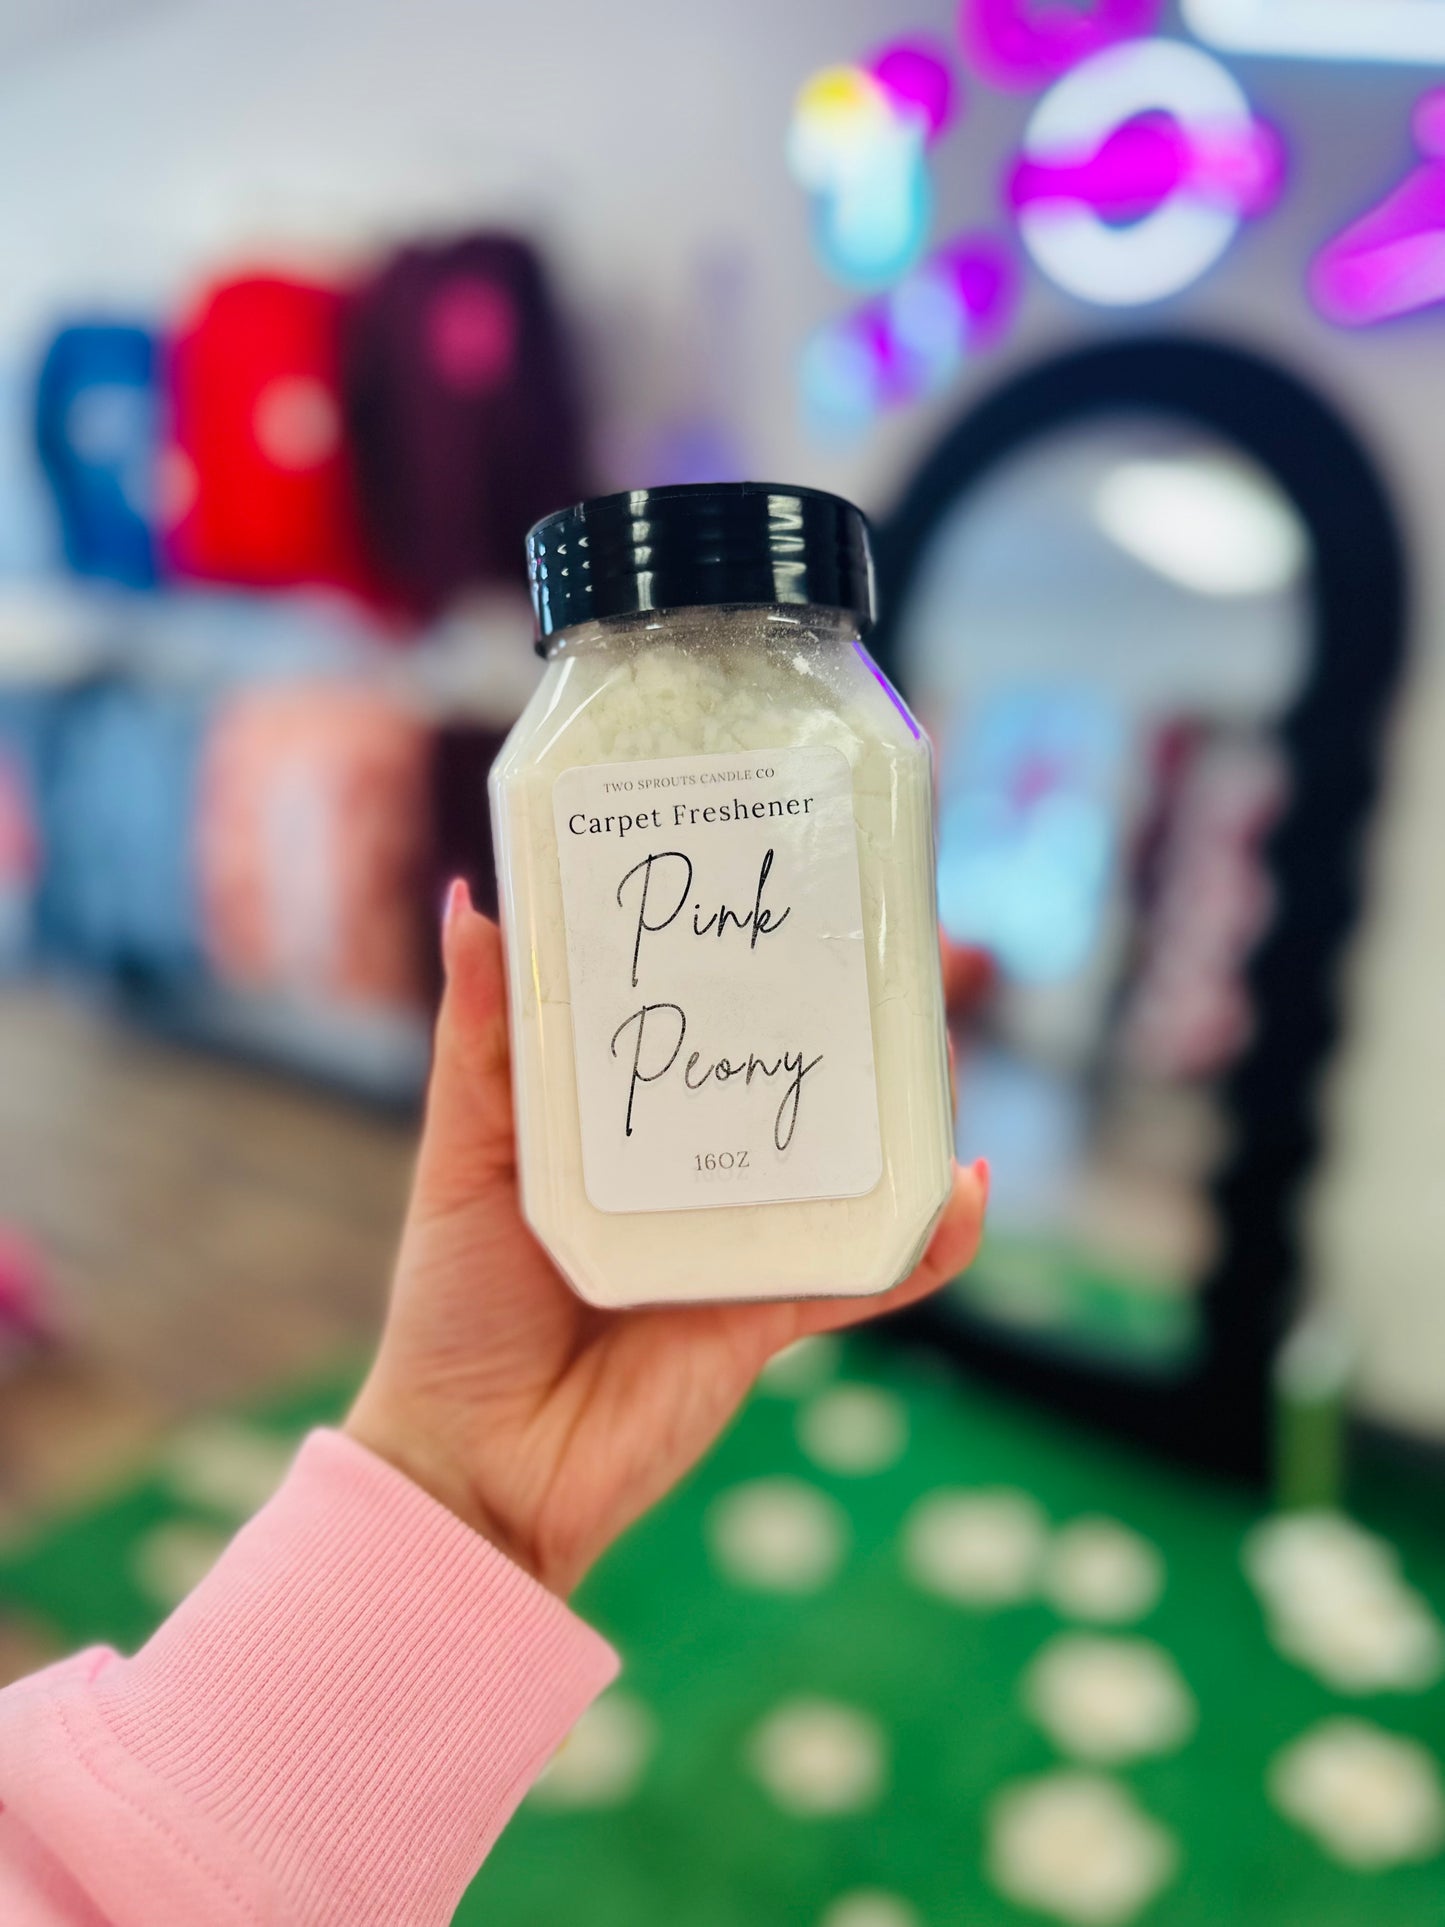 TWO SPROUTS CANDLE CO
Carpet Freshener
Pink
Peony
16OZ